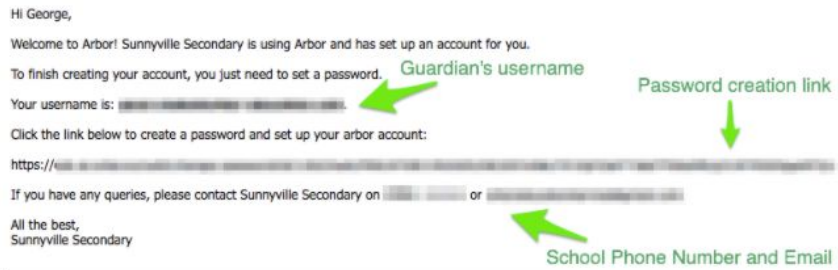 Hi George,
Welcome to Arbor! Sunnyville Secondary is using Arbor and has set up an account for you.
To finish creating your account, you just need to set a password.
Guardian's username
Password creation link
Your username is:
Click the link below to create a password and set up your arbor account:
https://
If you have any queries, please contact Sunnyville Secondary on or
All the best,
Sunnyville Secondary
School Phone Number and Email